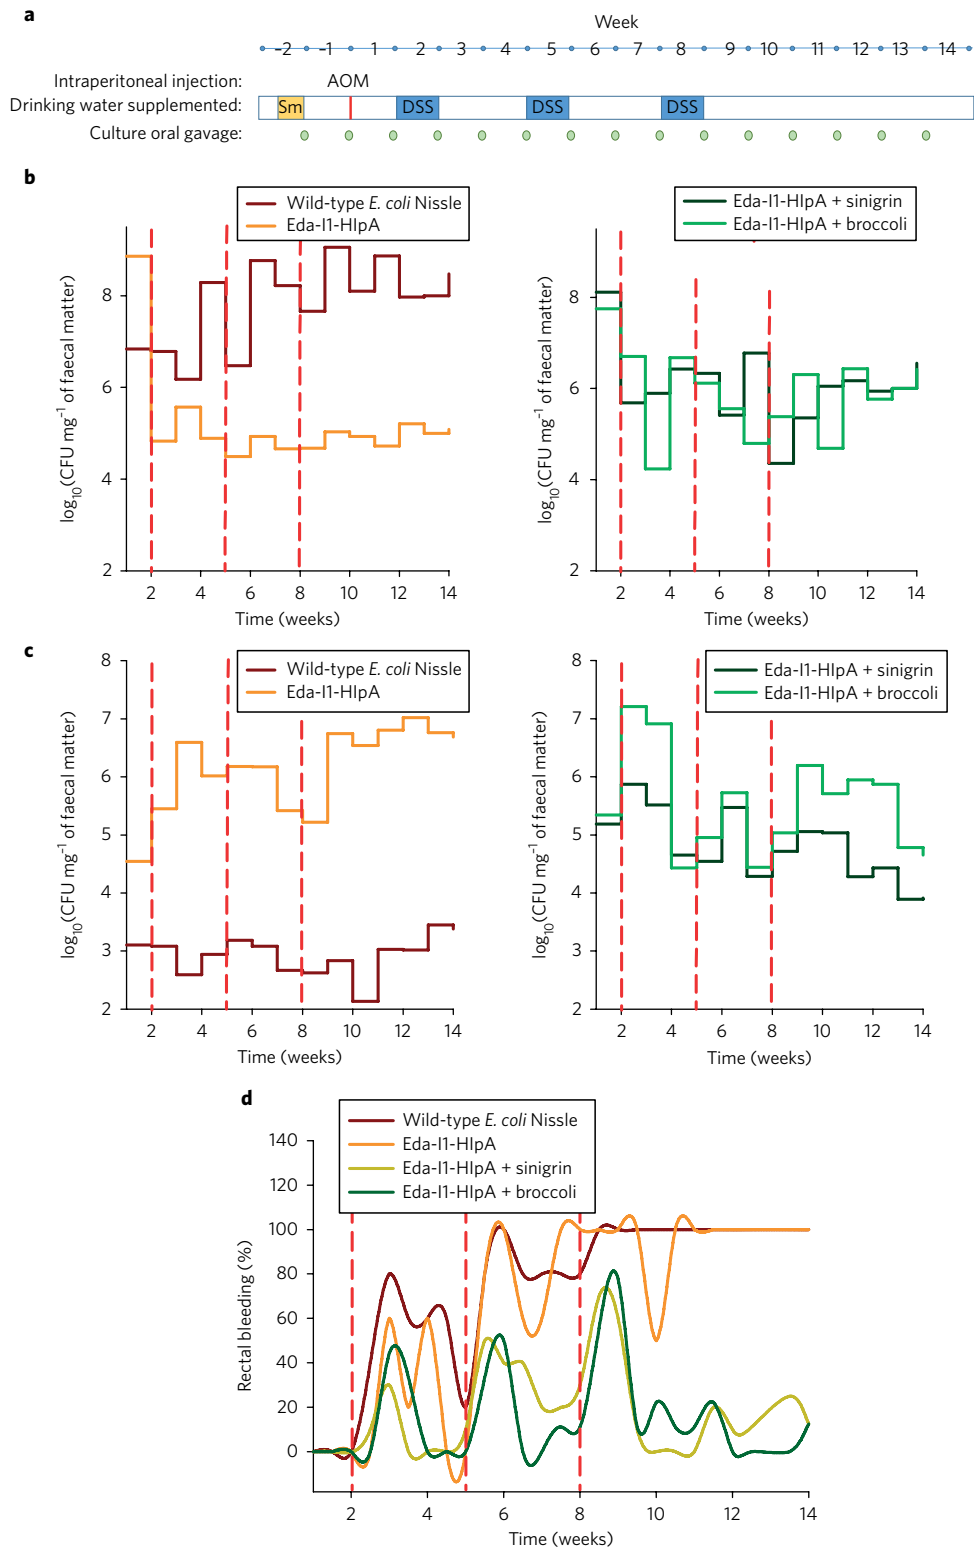 a
Week
-2 -1 1 2 3 4 5 6 7 8 9 10 11 12 13 14
Intraperitoneal injection: AOM
Drinking water supplemented: Sm DSS DSS DSS
Culture oral gavage:
b
Wild-type E. coli Nissle
Eda-I1-HlpA
log10(CFU mg−1 of faecal matter)
8
6
4
2
2 4 6 8 10 12 14
Time (weeks)
Eda-I1-HlpA + sinigrin
Eda-I1-HlpA + broccoli
log10(CFU mg−1 of faecal matter)
8
6
4
2
2 4 6 8 10 12 14
Time (weeks)
c
Wild-type E. coli Nissle
Eda-I1-HlpA
log10(CFU mg−1 of faecal matter)
8
7
6
5
4
3
2
2 4 6 8 10 12 14
Time (weeks)
Eda-I1-HlpA + sinigrin
Eda-I1-HlpA + broccoli
log10(CFU mg−1 of faecal matter)
8
7
6
5
4
3
2
2 4 6 8 10 12 14
Time (weeks)
d
Wild-type E. coli Nissle
Eda-I1-HlpA
Eda-I1-HlpA + sinigrin
Eda-I1-HlpA + broccoli
Rectal bleeding (%)
140
120
100
80
60
40
20
0
2 4 6 8 10 12 14
Time (weeks)